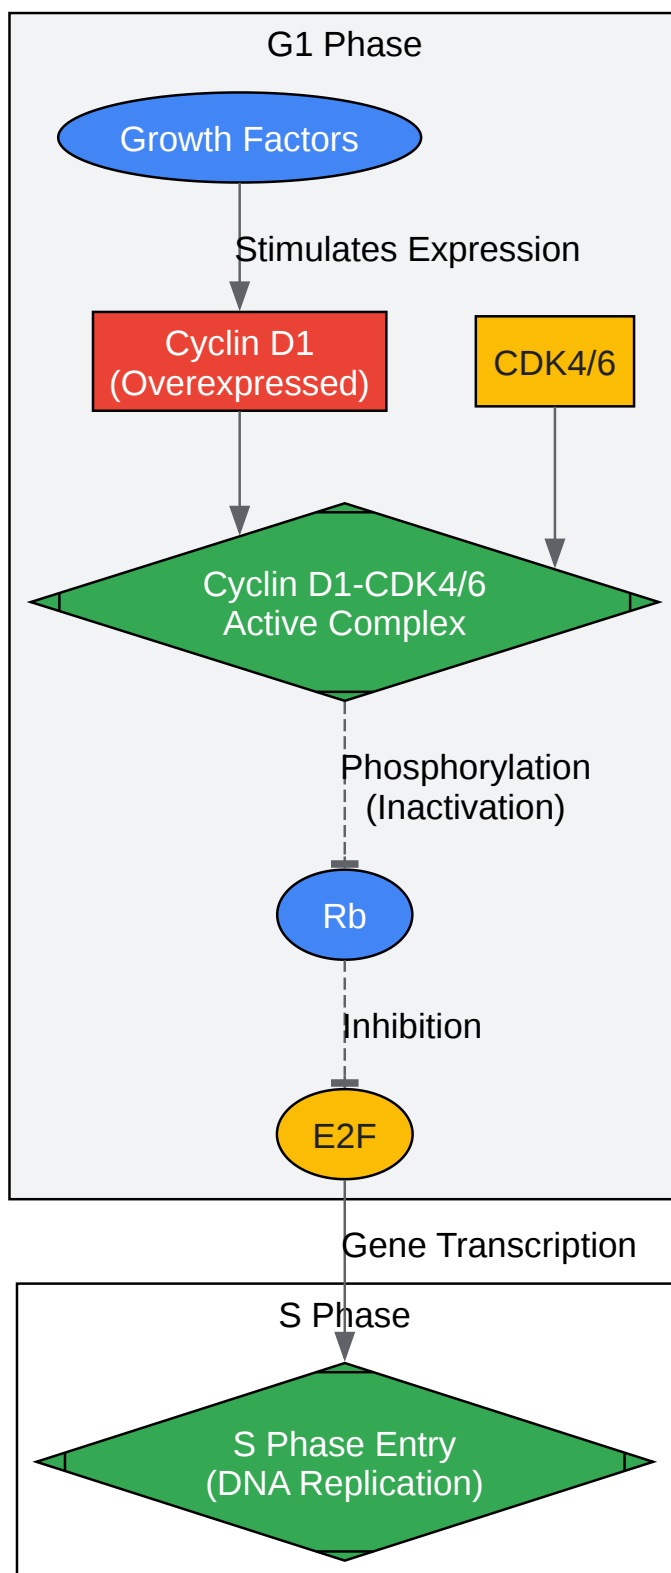 G1 Phase
Growth Factors
Stimulates Expression
Cyclin D1
(Overexpressed)
CDK4/6
Cyclin D1-CDK4/6
Active Complex
Phosphorylation
(Inactivation)
Rb
Inhibition
E2F
Gene Transcription
S Phase
S Phase Entry
(DNA Replication)